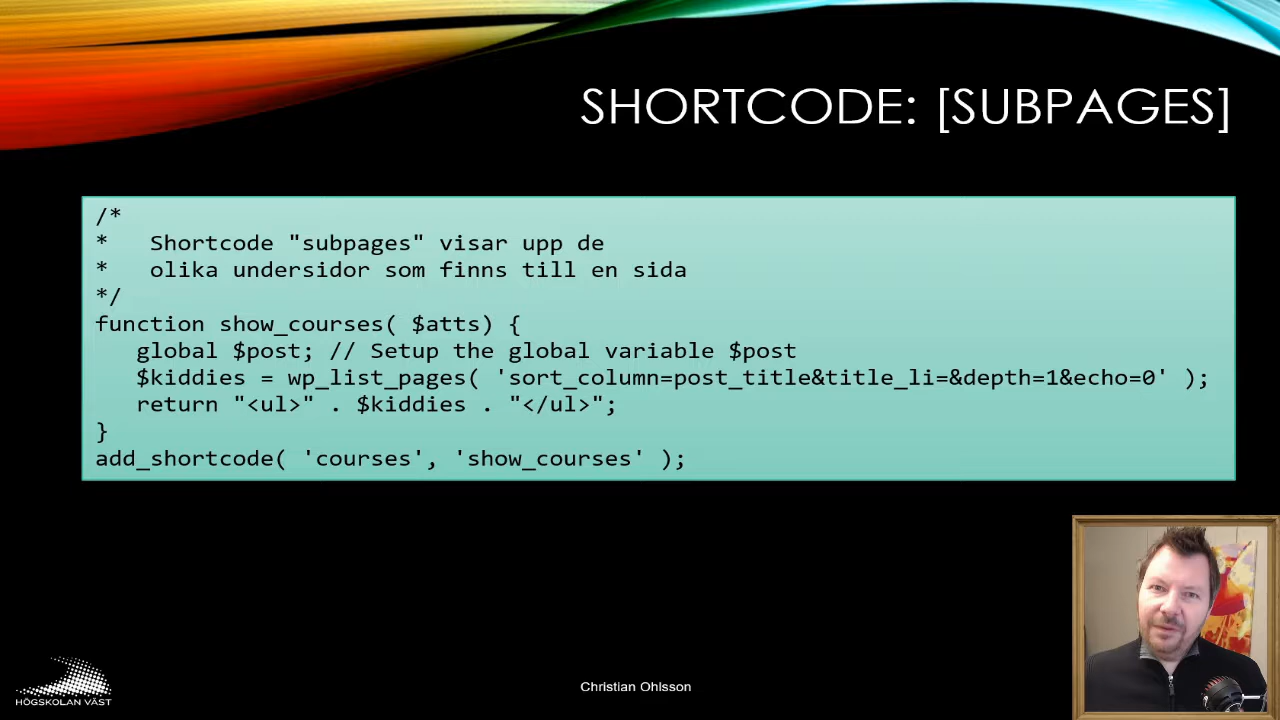 SHORTCODE: [SUBPAGES]
/*
*   Shortcode "subpages" visar upp de
*   olika undersidor som finns till en sida
*/
function show_courses( $atts) {
   global $post; // Setup the global variable $post
   $kiddies = wp_list_pages( 'sort_column=post_title&title_li=&depth=1&echo=0' );
   return "<ul>" . $kiddies . "</ul>";
}
add_shortcode( 'courses', 'show_courses' );
HÖGSKOLAN VÄST
Christian Ohlsson